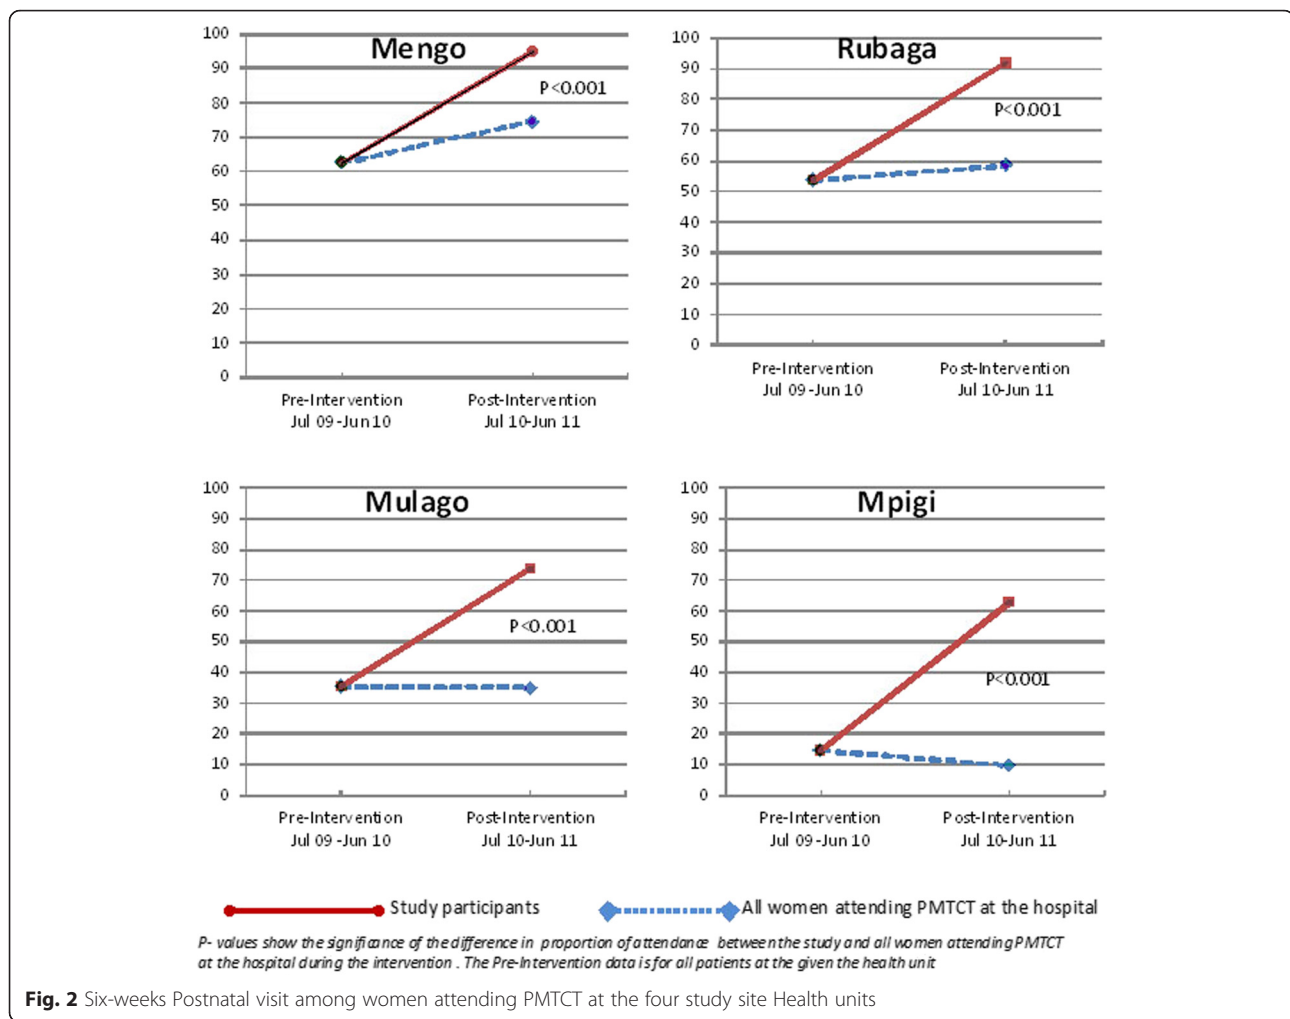 Mengo
100
90
80
70
60
50
40
30
20
10
0
P<0.001
Pre-Intervention
Jul 09 -Jun 10
Post-Intervention
Jul 10-Jun 11
Rubaga
100
90
80
70
60
50
40
30
20
10
0
P<0.001
Pre-Intervention
Jul 09 -Jun 10
Post-Intervention
Jul 10-Jun 11
Mulago
100
90
80
70
60
50
40
30
20
10
0
P<0.001
Pre-Intervention
Jul 09 -Jun 10
Post-Intervention
Jul 10-Jun 11
Mpigi
100
90
80
70
60
50
40
30
20
10
0
P<0.001
Pre-Intervention
Jul 09 -Jun 10
Post-Intervention
Jul 10-Jun 11
Study participants
All women attending PMTCT at the hospital
P- values show the significance of the difference in proportion of attendance between the study and all women attending PMTCT
at the hospital during the intervention . The Pre-Intervention data is for all patients at the given the health unit
Fig. 2 Six-weeks Postnatal visit among women attending PMTCT at the four study site Health units